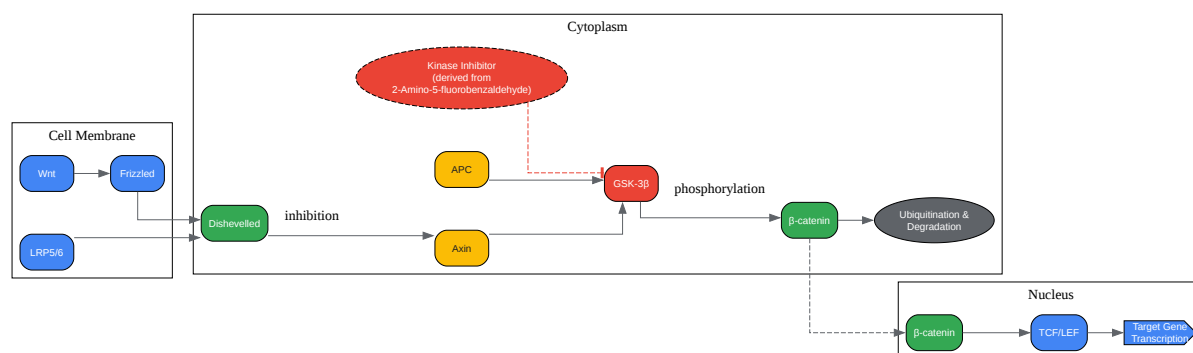 Cytoplasm
Kinase Inhibitor
(derived from
2-Amino-5-fluorobenzaldehyde)
Cell Membrane
Wnt
Frizzled
LRP5/6
Dishevelled
inhibition
APC
Axin
GSK-3β
phosphorylation
β-catenin
Ubiquitination &
Degradation
Nucleus
β-catenin
TCF/LEF
Target Gene
Transcription